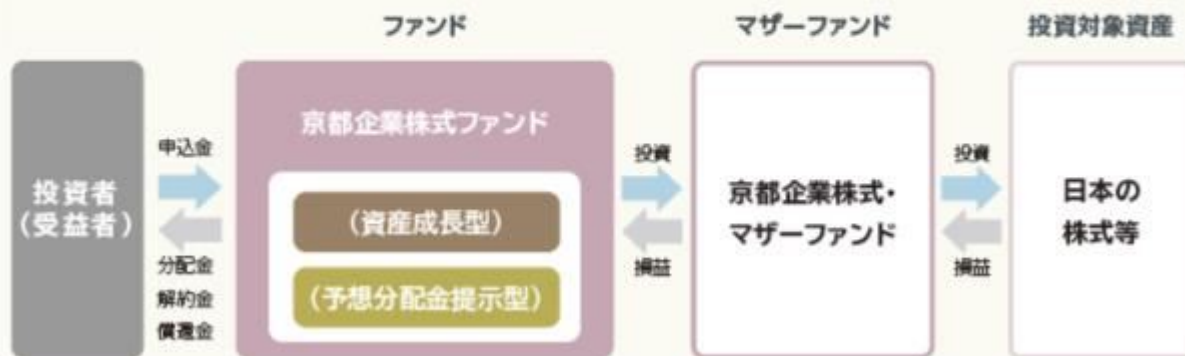 ファンド
マザーファンド
投資対象資産
投資者
(受益者)
申込金
分配金
解約金
償還金
京都企業株式ファンド
(資産成長型)
(予想分配金提示型)
投資
損益
京都企業株式・
マザーファンド
投資
損益
日本の
株式等